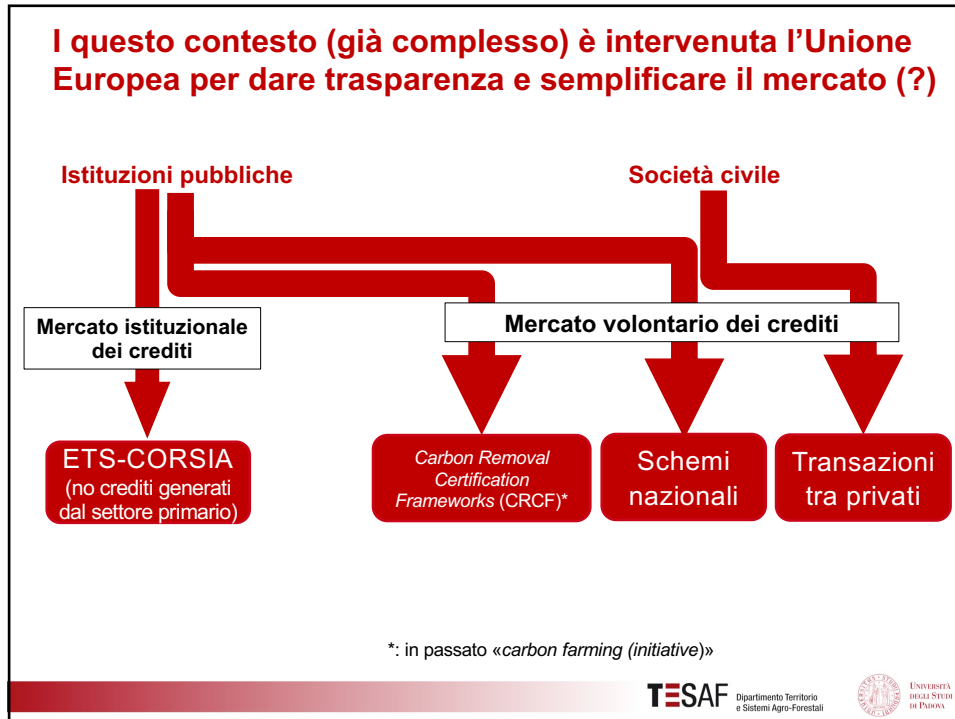 I questo contesto (già complesso) è intervenuta l’Unione
Europea per dare trasparenza e semplificare il mercato (?)
Istituzioni pubbliche
Società civile
Mercato istituzionale
dei crediti
Mercato volontario dei crediti
ETS-CORSIA
(no crediti generati
dal settore primario)
Carbon Removal
Certification
Frameworks (CRCF)*
Schemi
nazionali
Transazioni
tra privati
*: in passato «carbon farming (initiative)»
TESAF
Dipartimento Territorio
e Sistemi Agro-Forestali
UNIVERSITÀ
DEGLI STUDI
DI PADOVA